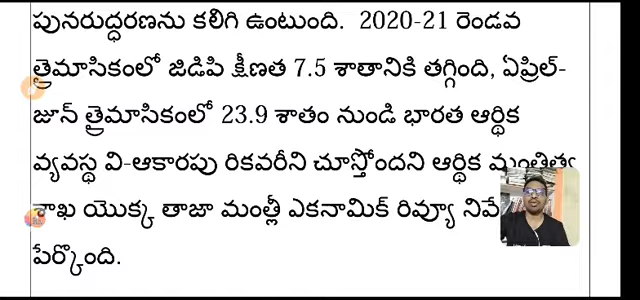 పునరుద్ధరణను కలిగి ఉంటుంది. 2020-21 రెండవ
త్రైమాసికంలో జిడిపి క్షీణత 7.5 శాతానికి తగ్గింది, ఏప్రిల్-
జూన్ త్రైమాసికంలో 23.9 శాతం నుండి భారత ఆర్థిక
వ్యవస్థ వి-ఆకారపు రికవరీని చూస్తోందని ఆర్థిక మంత్రిత్వ
శాఖ యొక్క తాజా మంత్లీ ఎకనామిక్ రివ్యూ నివే
పేర్కొంది.